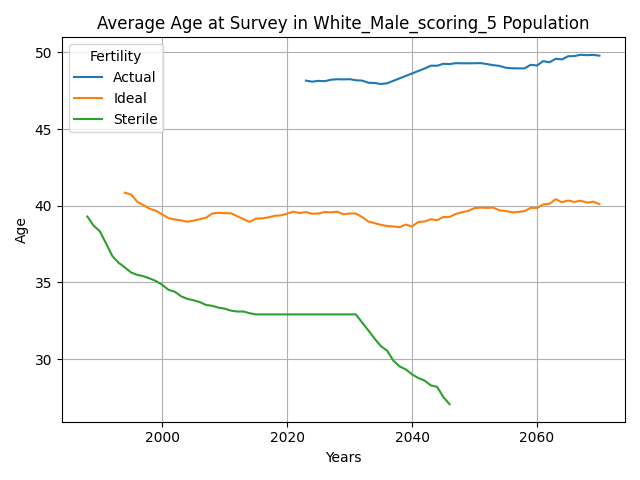 Average Age at Survey in White_Male_scoring_5 Population
Fertility
Actual
Ideal
Sterile
Age
50
45
40
35
30
2000
2020
2040
2060
Years